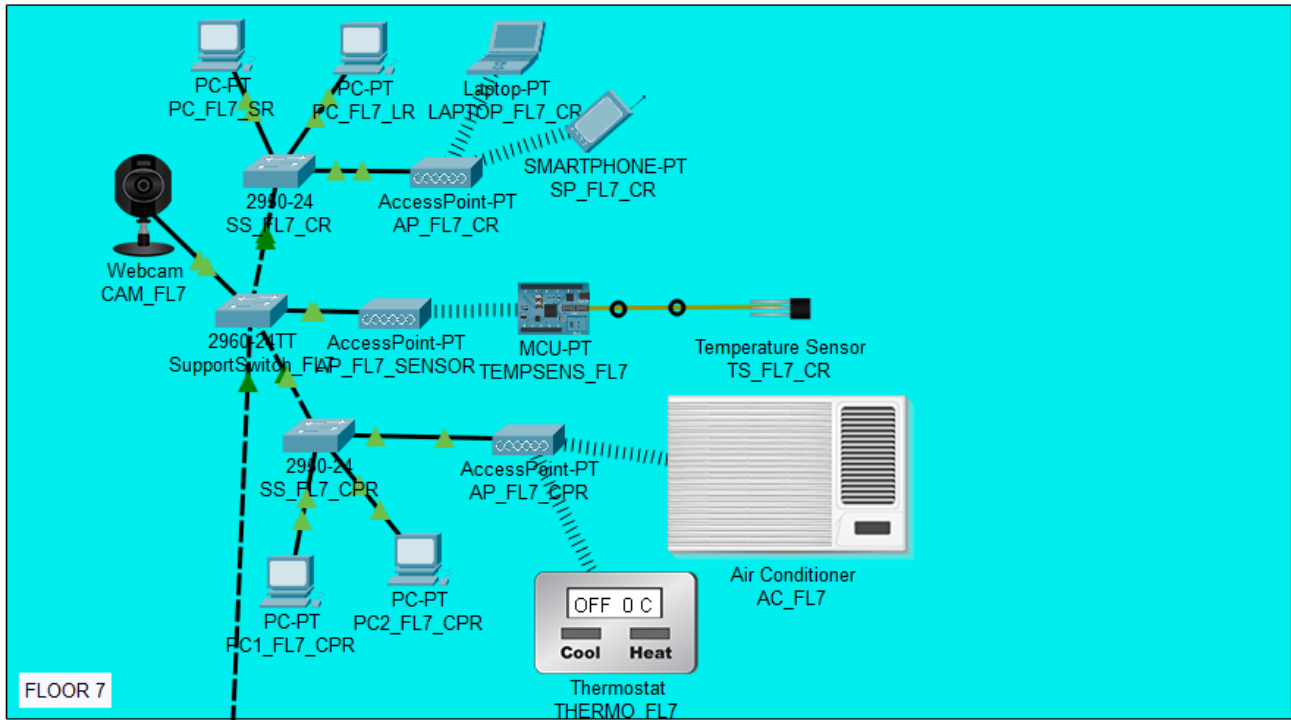 PC-PT
PC_FL7_SR
PC-PT
PC_FL7_LR
Laptop-PT
LAPTOP_FL7_CR
SMARTPHONE-PT
SP_FL7_CR
2950-24
SS_FL7_CR
AccessPoint-PT
AP_FL7_CR
Webcam
CAM_FL7
2960-24TT
SupportSwitch_FL7
AccessPoint-PT
AP_FL7_SENSOR
MCU-PT
TEMPSENS_FL7
Temperature Sensor
TS_FL7_CR
2950-24
SS_FL7_CPR
AccessPoint-PT
AP_FL7_CPR
Air Conditioner
AC_FL7
PC-PT
PC1_FL7_CPR
PC-PT
PC2_FL7_CPR
OFF 0 C
Cool Heat
Thermostat
THERMO_FL7
FLOOR 7